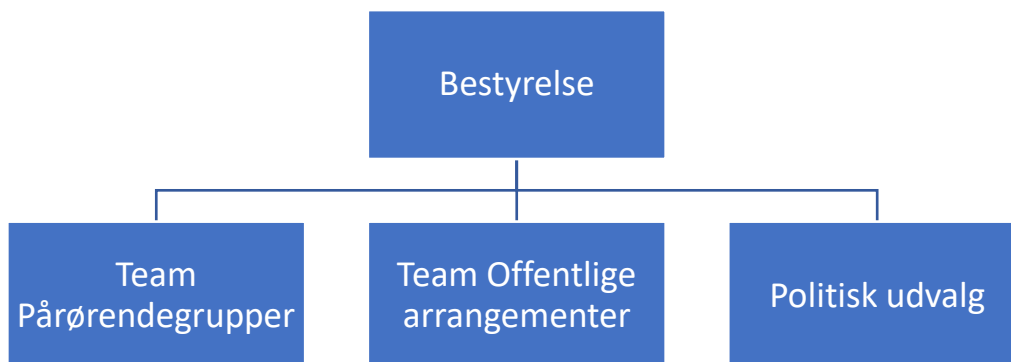 Bestyrelse
Team
Pårørendegrupper
Team Offentlige
arrangementer
Politisk udvalg